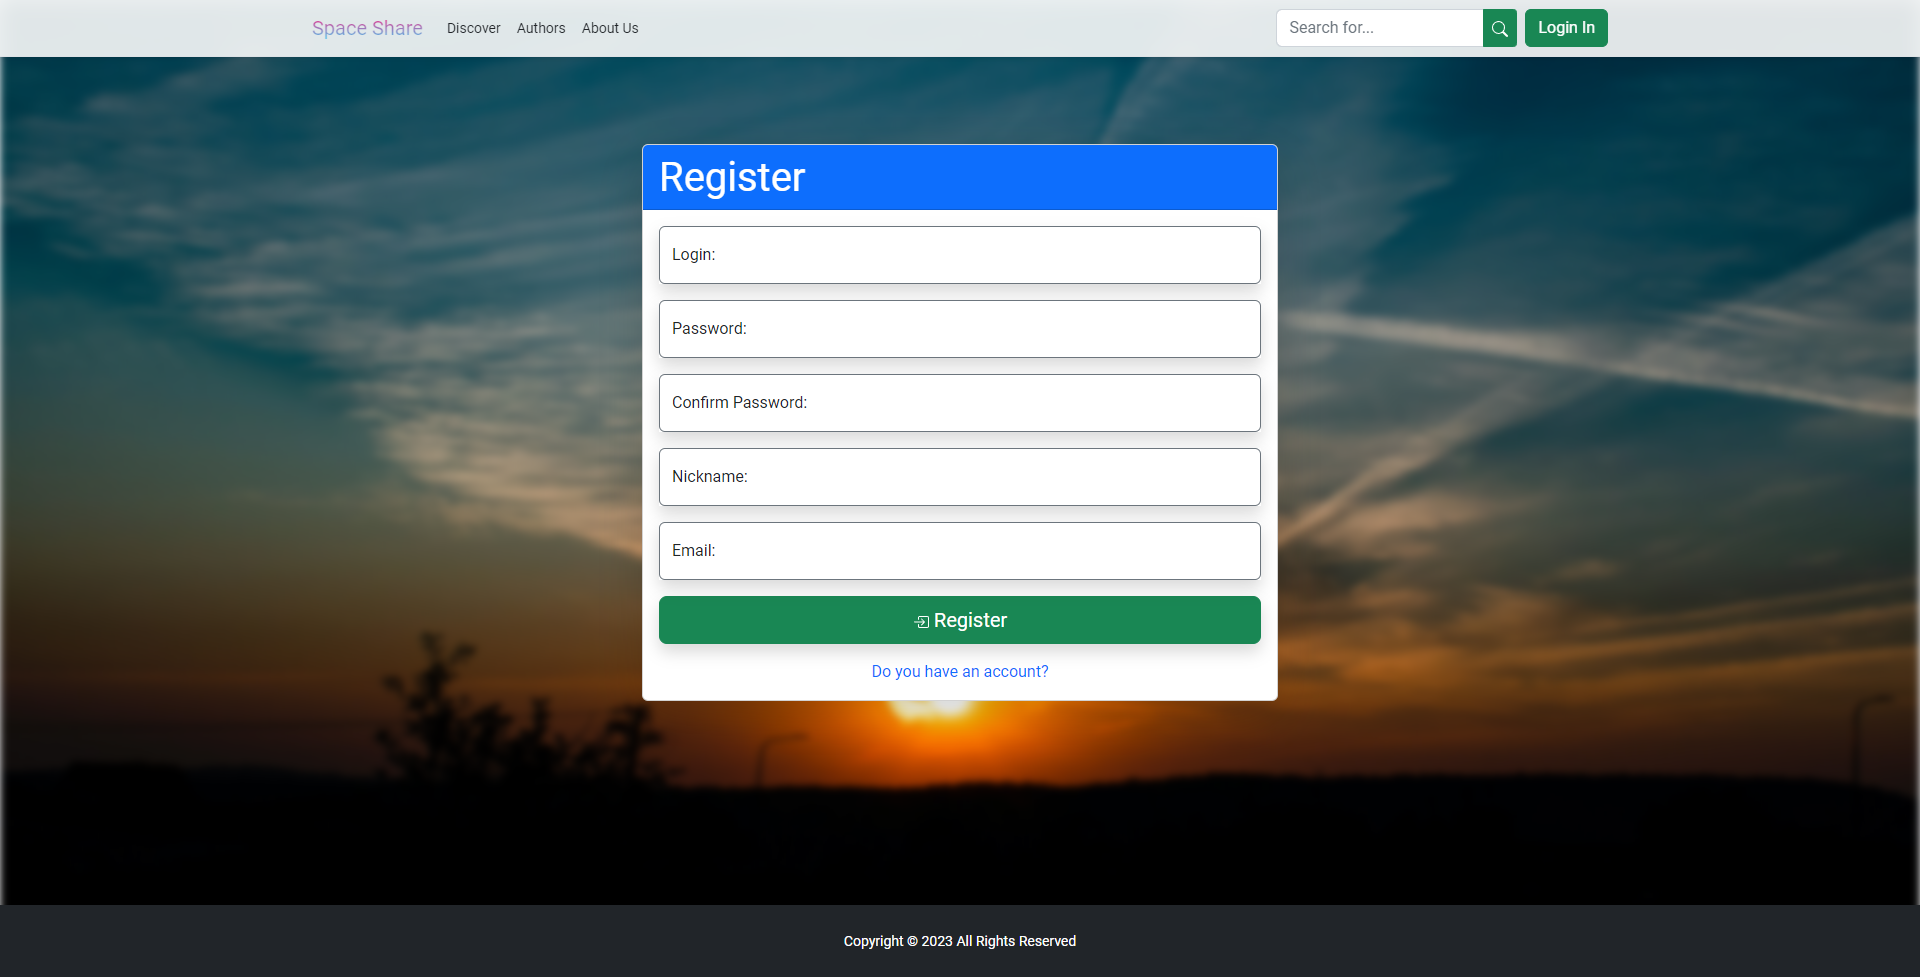 Space Share Discover Authors About Us Search for... Login In
Register
Login:
Password:
Confirm Password:
Nickname:
Email:
Register
Do you have an account?
Copyright © 2023 All Rights Reserved